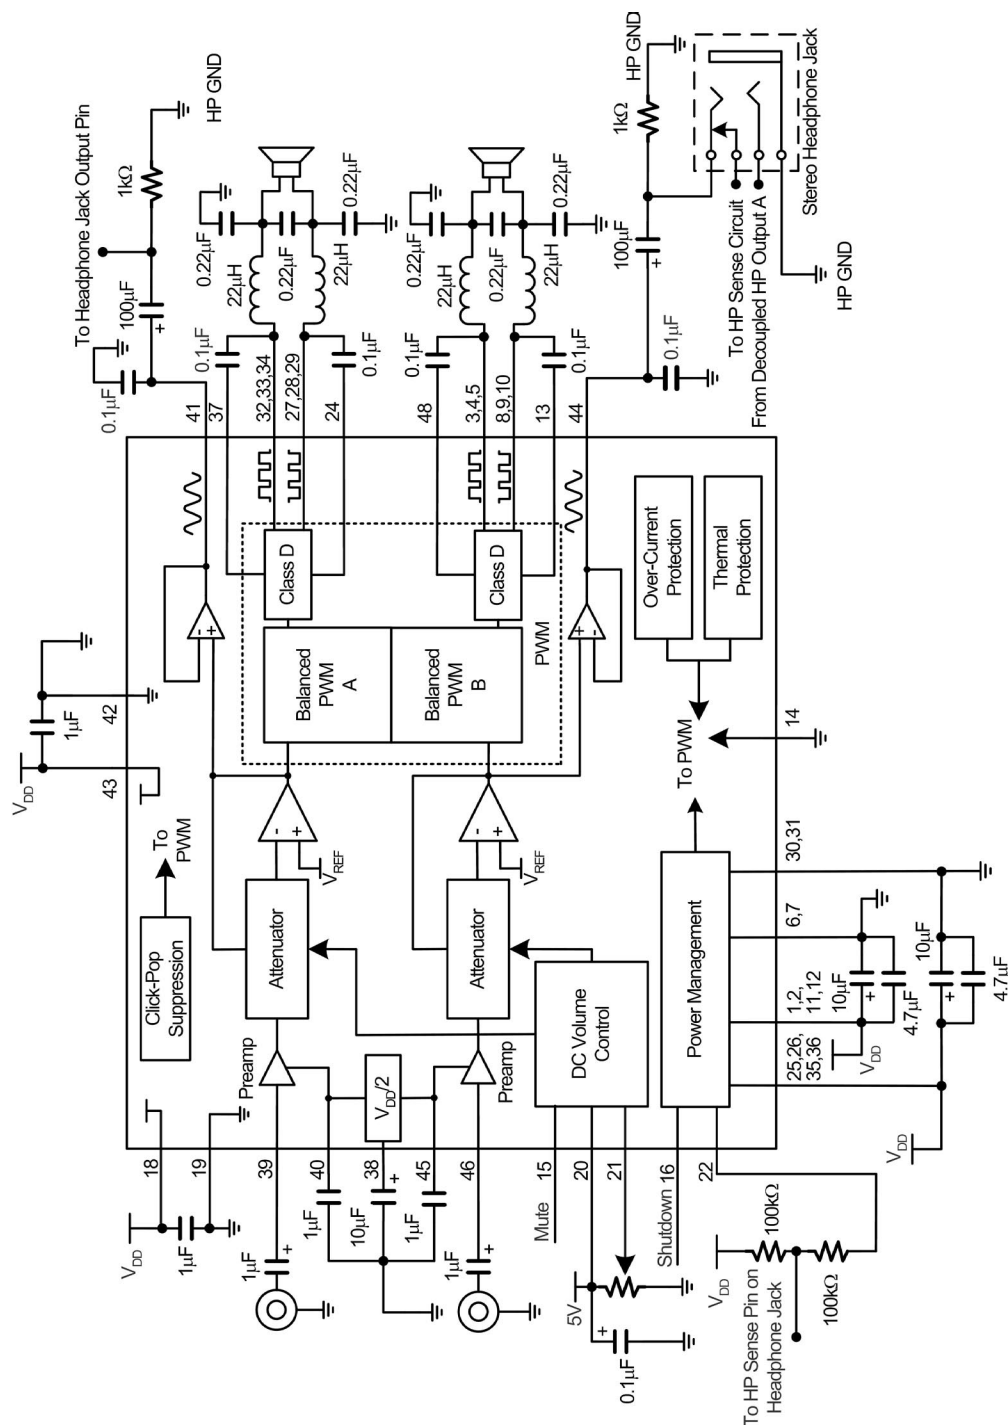 V_DD
1µF
18
19
1µF
39
1µF
40
10µF
38
1µF
45
1µF
46
Mute
15
5V
20
0.1µF
21
Shutdown
16
22
V_DD
100kΩ
100kΩ
To HP Sense Pin on
Headphone Jack
Click-Pop
Suppression
To
PWM
Preamp
V_DD/2
Preamp
Attenuator
V_REF
Attenuator
V_REF
DC Volume
Control
Power Management
V_DD
25,26,
35,36
V_DD
1,2,
11,12
10µF
4.7µF
6,7
10µF
4.7µF
30,31
To PWM
14
V_DD
43
1µF
42
Balanced
PWM
A
Balanced
PWM
B
PWM
Class D
Class D
Over-Current
Protection
Thermal
Protection
41
37
32,33,34
27,28,29
24
48
3,4,5
8,9,10
13
44
0.1µF
100µF
To Headphone Jack Output Pin
1kΩ
HP GND
0.1µF
0.1µF
22µH
22µH
0.22µF
0.22µF
0.22µF
0.1µF
0.1µF
22µH
22µH
0.22µF
0.22µF
0.22µF
0.1µF
100µF
1kΩ
HP GND
To HP Sense Circuit
From Decoupled HP Output A
Stereo Headphone Jack
HP GND